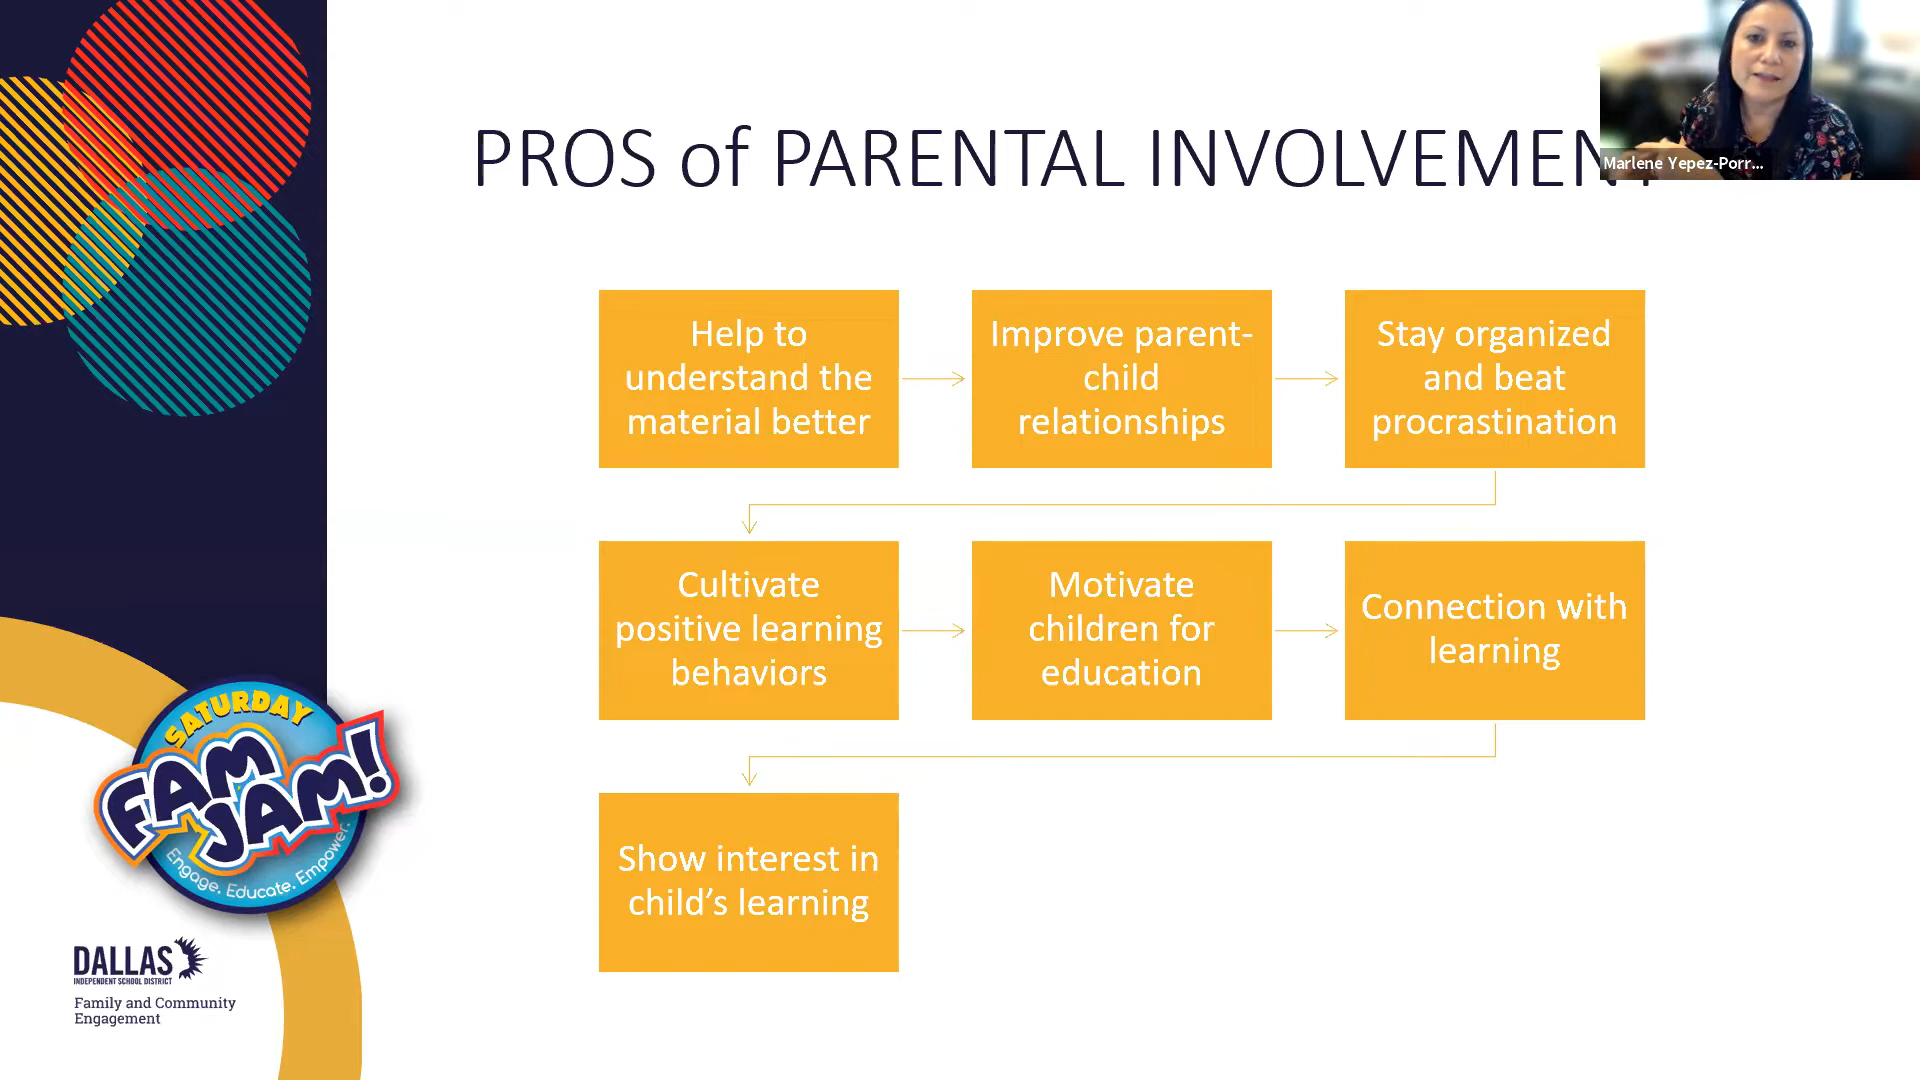 PROS of PARENTAL INVOLVEMENT
Marlene Yepez-Porr...
Help to
understand the
material better
Improve parent-
child
relationships
Stay organized
and beat
procrastination
Cultivate
positive learning
behaviors
Motivate
children for
education
Connection with
learning
Show interest in
child’s learning
SATURDAY
FAM
JAM!
Engage. Educate. Empower.
DALLAS
INDEPENDENT SCHOOL DISTRICT
Family and Community
Engagement